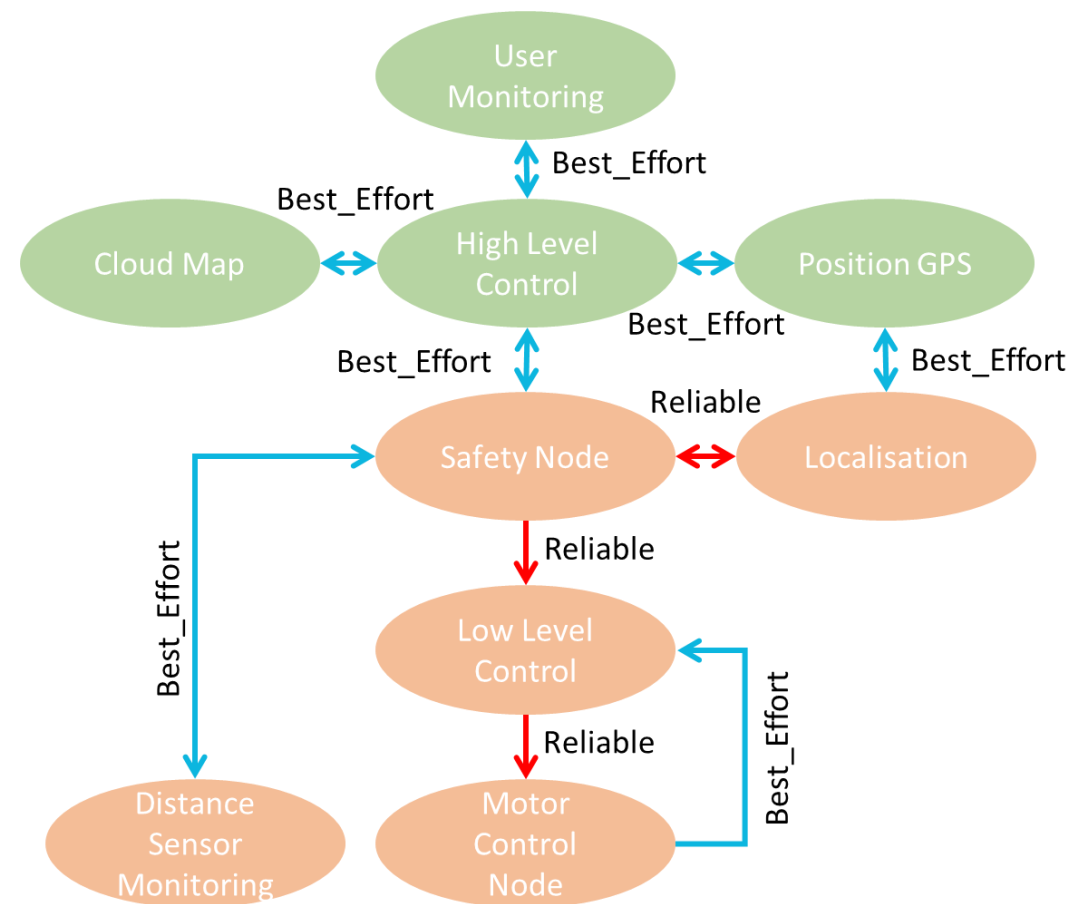 User
Monitoring
Best_Effort
Best_Effort
Cloud Map
High Level
Control
Position GPS
Best_Effort
Best_Effort
Best_Effort
Reliable
Safety Node
Localisation
Reliable
Best_Effort
Low Level
Control
Reliable
Best_Effort
Distance
Sensor
Monitoring
Motor
Control
Node